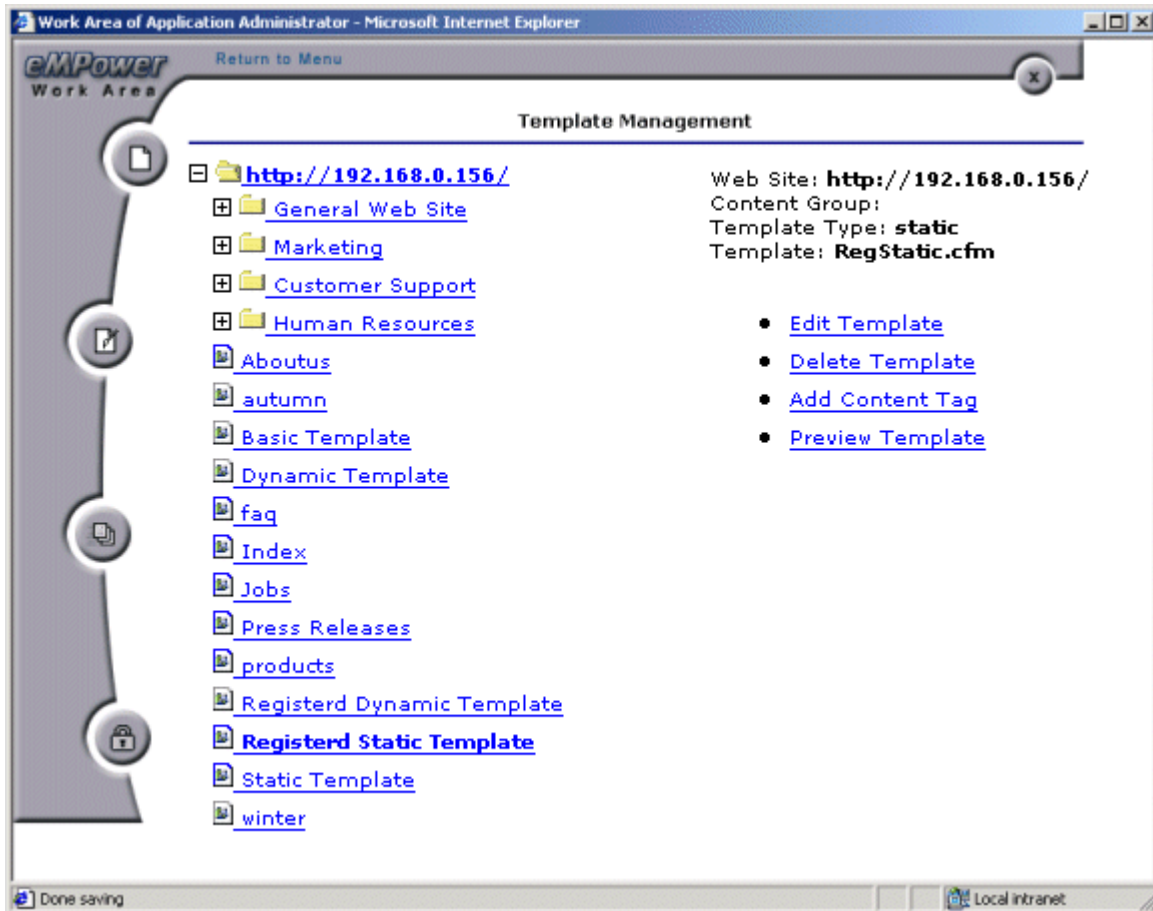 Work Area of Application Administrator - Microsoft Internet Explorer
eMPower
Work Area
Return to Menu
x
Template Management
http://192.168.0.156/
General Web Site
Marketing
Customer Support
Human Resources
Aboutus
autumn
Basic Template
Dynamic Template
faq
Index
Jobs
Press Releases
products
Registerd Dynamic Template
Registerd Static Template
Static Template
winter
Web Site: http://192.168.0.156/
Content Group:
Template Type: static
Template: RegStatic.cfm
Edit Template
Delete Template
Add Content Tag
Preview Template
Done saving
Local intranet